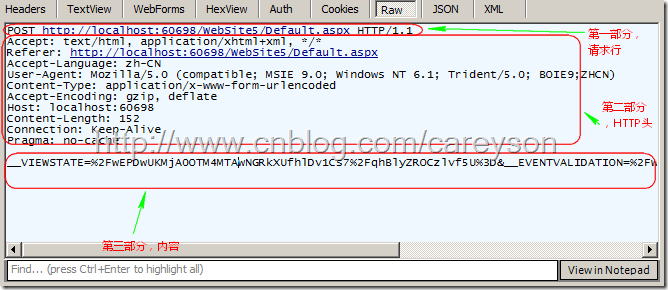 Headers TextView WebForms HexView Auth Cookies Raw JSON XML
POST http://localhost:60698/WebSite5/Default.aspx HTTP/1.1
第一部分，
请求行
Accept: text/html, application/xhtml+xml, */*
Referer: http://localhost:60698/WebSite5/Default.aspx
Accept-Language: zh-CN
User-Agent: Mozilla/5.0 (compatible; MSIE 9.0; Windows NT 6.1; Trident/5.0; BOIE9;ZHCN)
Content-Type: application/x-www-form-urlencoded
Accept-Encoding: gzip, deflate
Host: localhost:60698
Content-Length: 152
Connection: Keep-Alive
Pragma: no-cache
第二部分
，HTTP头
http://www.cnblog.com/careyson
__VIEWSTATE=%2FwEPDwUKMjA0OTM4MTAwNGRkXUfhlDv1Cs7%2FqhBlyZROCzlvf5U%3D&__EVENTVALIDATION=%2Fw
第三部分，内容
Find... (press Ctrl+Enter to highlight all)
View in Notepad